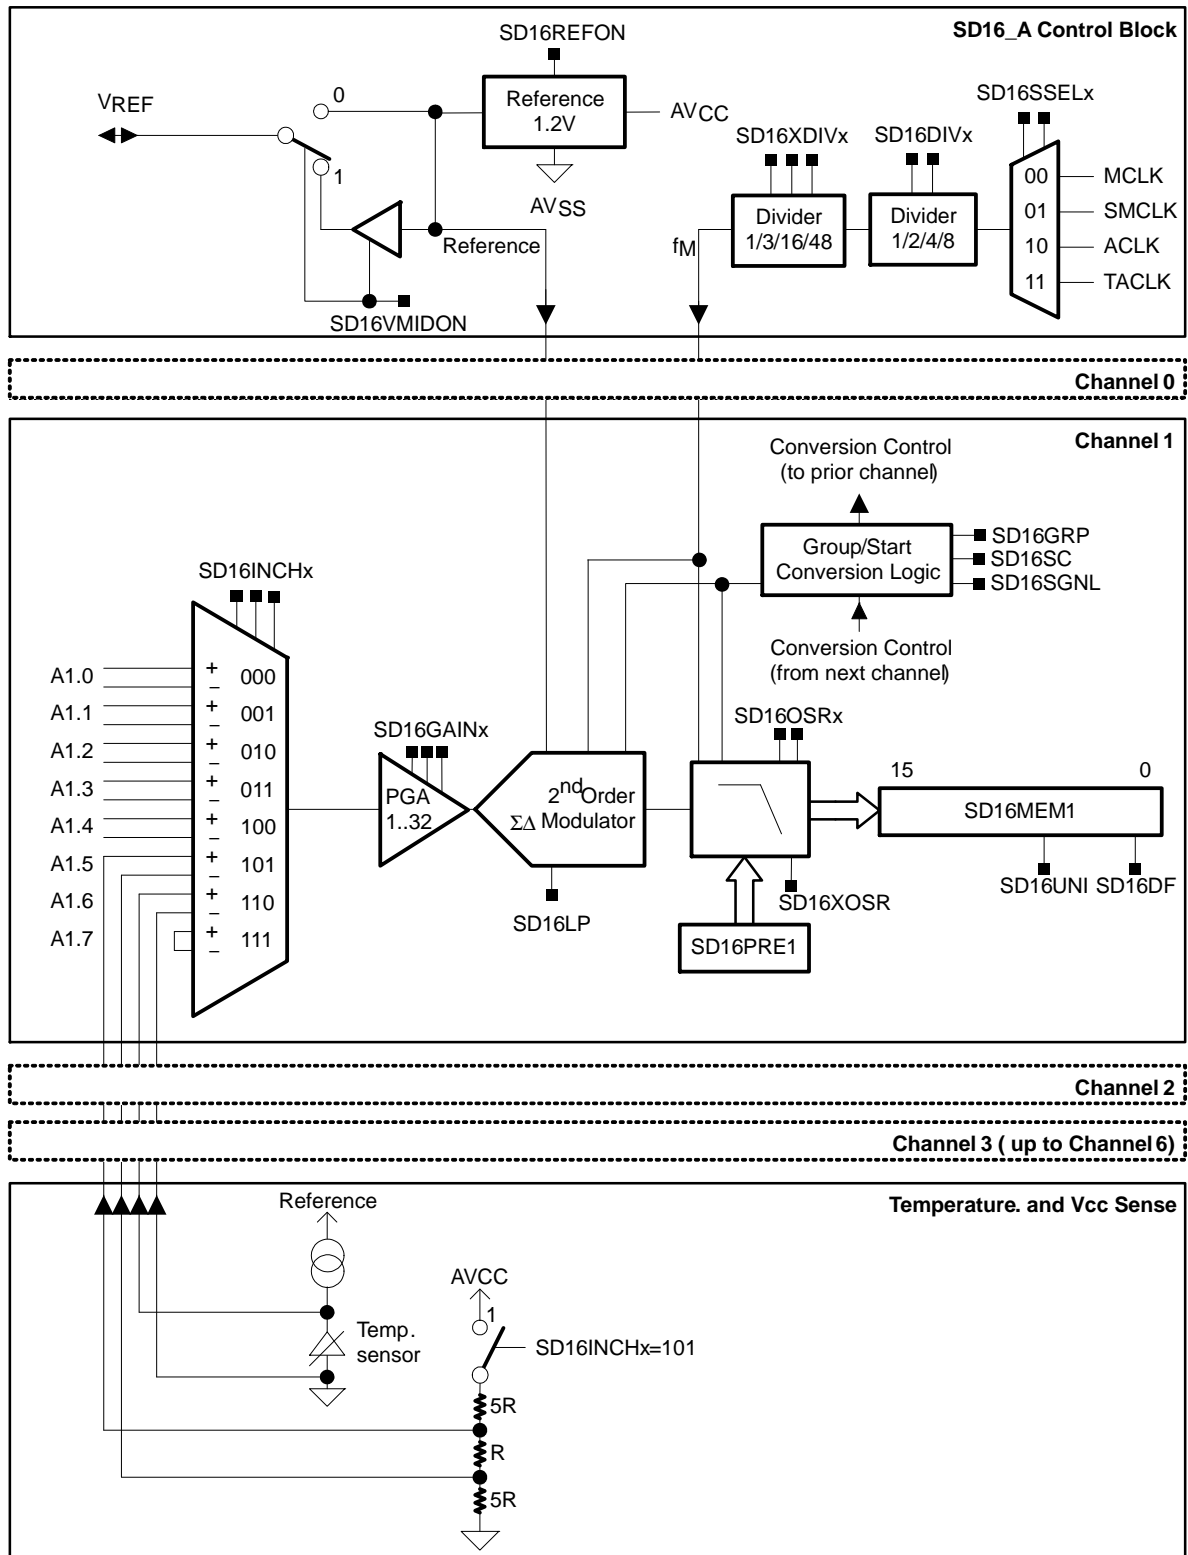 SD16_A Control Block
SD16REFON
VREF
0
1
Reference
1.2V
AVCC
AVSS
Reference
SD16VMIDON
fM
SD16XDIVx
Divider
1/3/16/48
SD16DIVx
Divider
1/2/4/8
SD16SSELx
00
01
10
11
MCLK
SMCLK
ACLK
TACLK
Channel 0
Channel 1
Conversion Control
(to prior channel)
Group/Start
Conversion Logic
SD16GRP
SD16SC
SD16SGNL
Conversion Control
(from next channel)
SD16INCHx
A1.0 + − 000
A1.1 + − 001
A1.2 + − 010
A1.3 + − 011
A1.4 + − 100
A1.5 + − 101
A1.6 + − 110
A1.7 + − 111
SD16GAINx
PGA
1..32
2nd Order
ΣΔ Modulator
SD16LP
SD16OSRx
SD16XOSR
SD16PRE1
15 0
SD16MEM1
SD16UNI SD16DF
Channel 2
Channel 3 ( up to Channel 6)
Temperature. and Vcc Sense
Reference
Temp.
sensor
AVCC
1
SD16INCHx=101
5R
R
5R